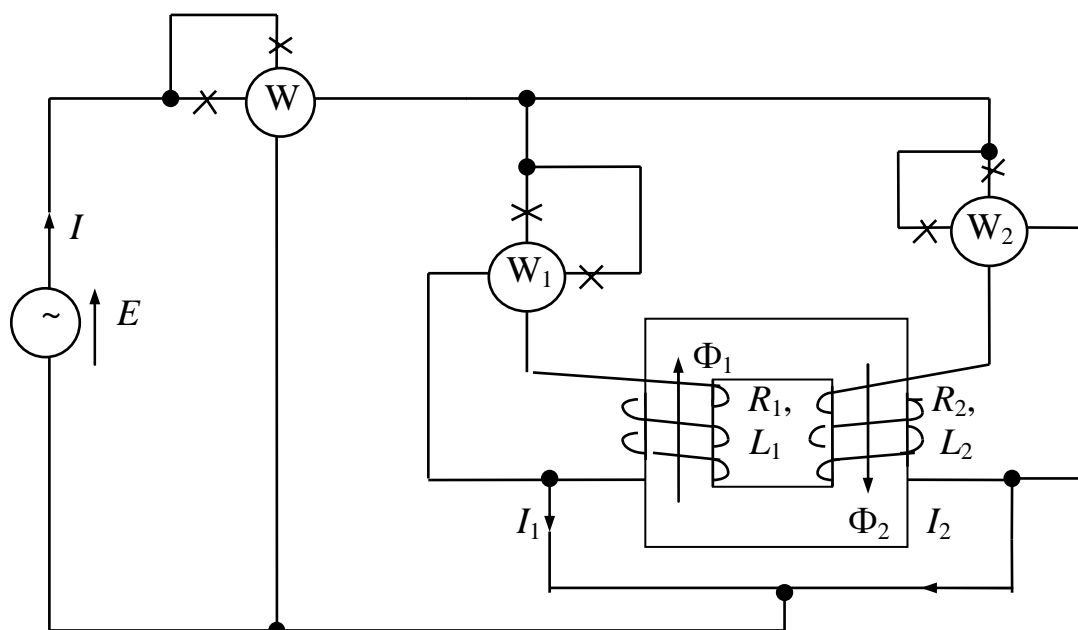 W
I
~
E
W₁
W₂
Φ₁
R₁,
L₁
R₂,
L₂
I₁
Φ₂
I₂